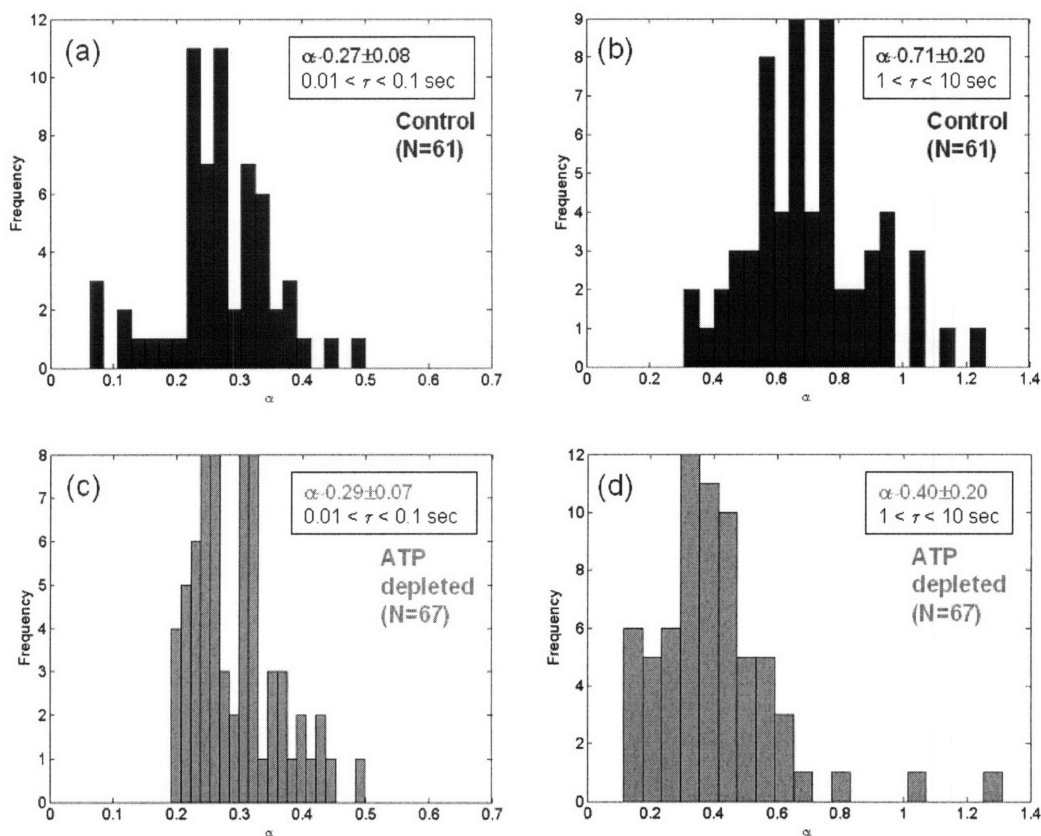 (a)
α~0.27±0.08
0.01 < τ < 0.1 sec
Control
(N=61)
Frequency
12
10
8
6
4
2
0
0 0.1 0.2 0.3 0.4 0.5 0.6 0.7
α
(b)
α~0.71±0.20
1 < τ < 10 sec
Control
(N=61)
Frequency
9
8
7
6
5
4
3
2
1
0
0 0.2 0.4 0.6 0.8 1 1.2 1.4
α
(c)
α~0.29±0.07
0.01 < τ < 0.1 sec
ATP
depleted
(N=67)
Frequency
8
7
6
5
4
3
2
1
0
0 0.1 0.2 0.3 0.4 0.5 0.6 0.7
α
(d)
α~0.40±0.20
1 < τ < 10 sec
ATP
depleted
(N=67)
Frequency
12
10
8
6
4
2
0
0 0.2 0.4 0.6 0.8 1 1.2 1.4
α